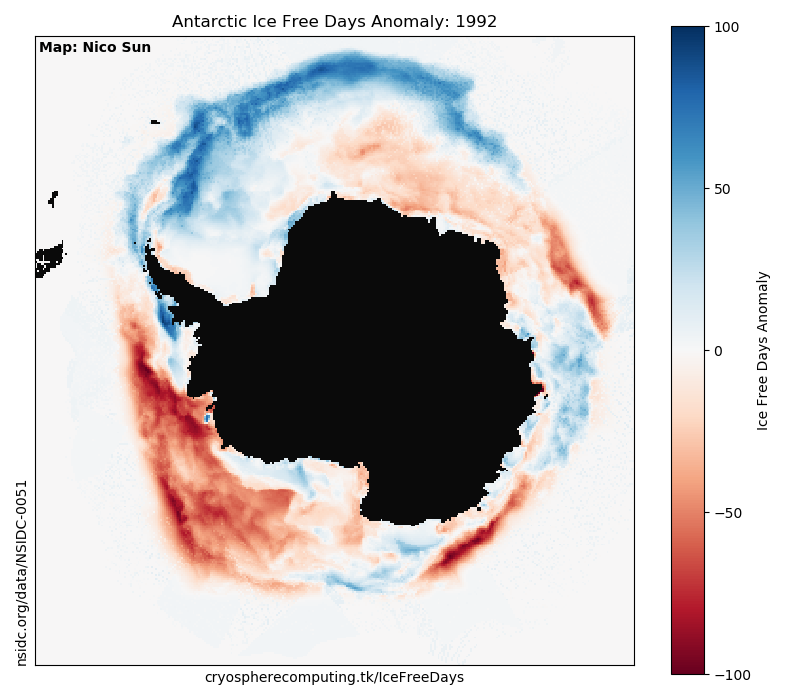 Antarctic Ice Free Days Anomaly: 1992
Map: Nico Sun
100
50
0
−50
−100
Ice Free Days Anomaly
nsidc.org/data/NSIDC-0051
cryospherecomputing.tk/IceFreeDays